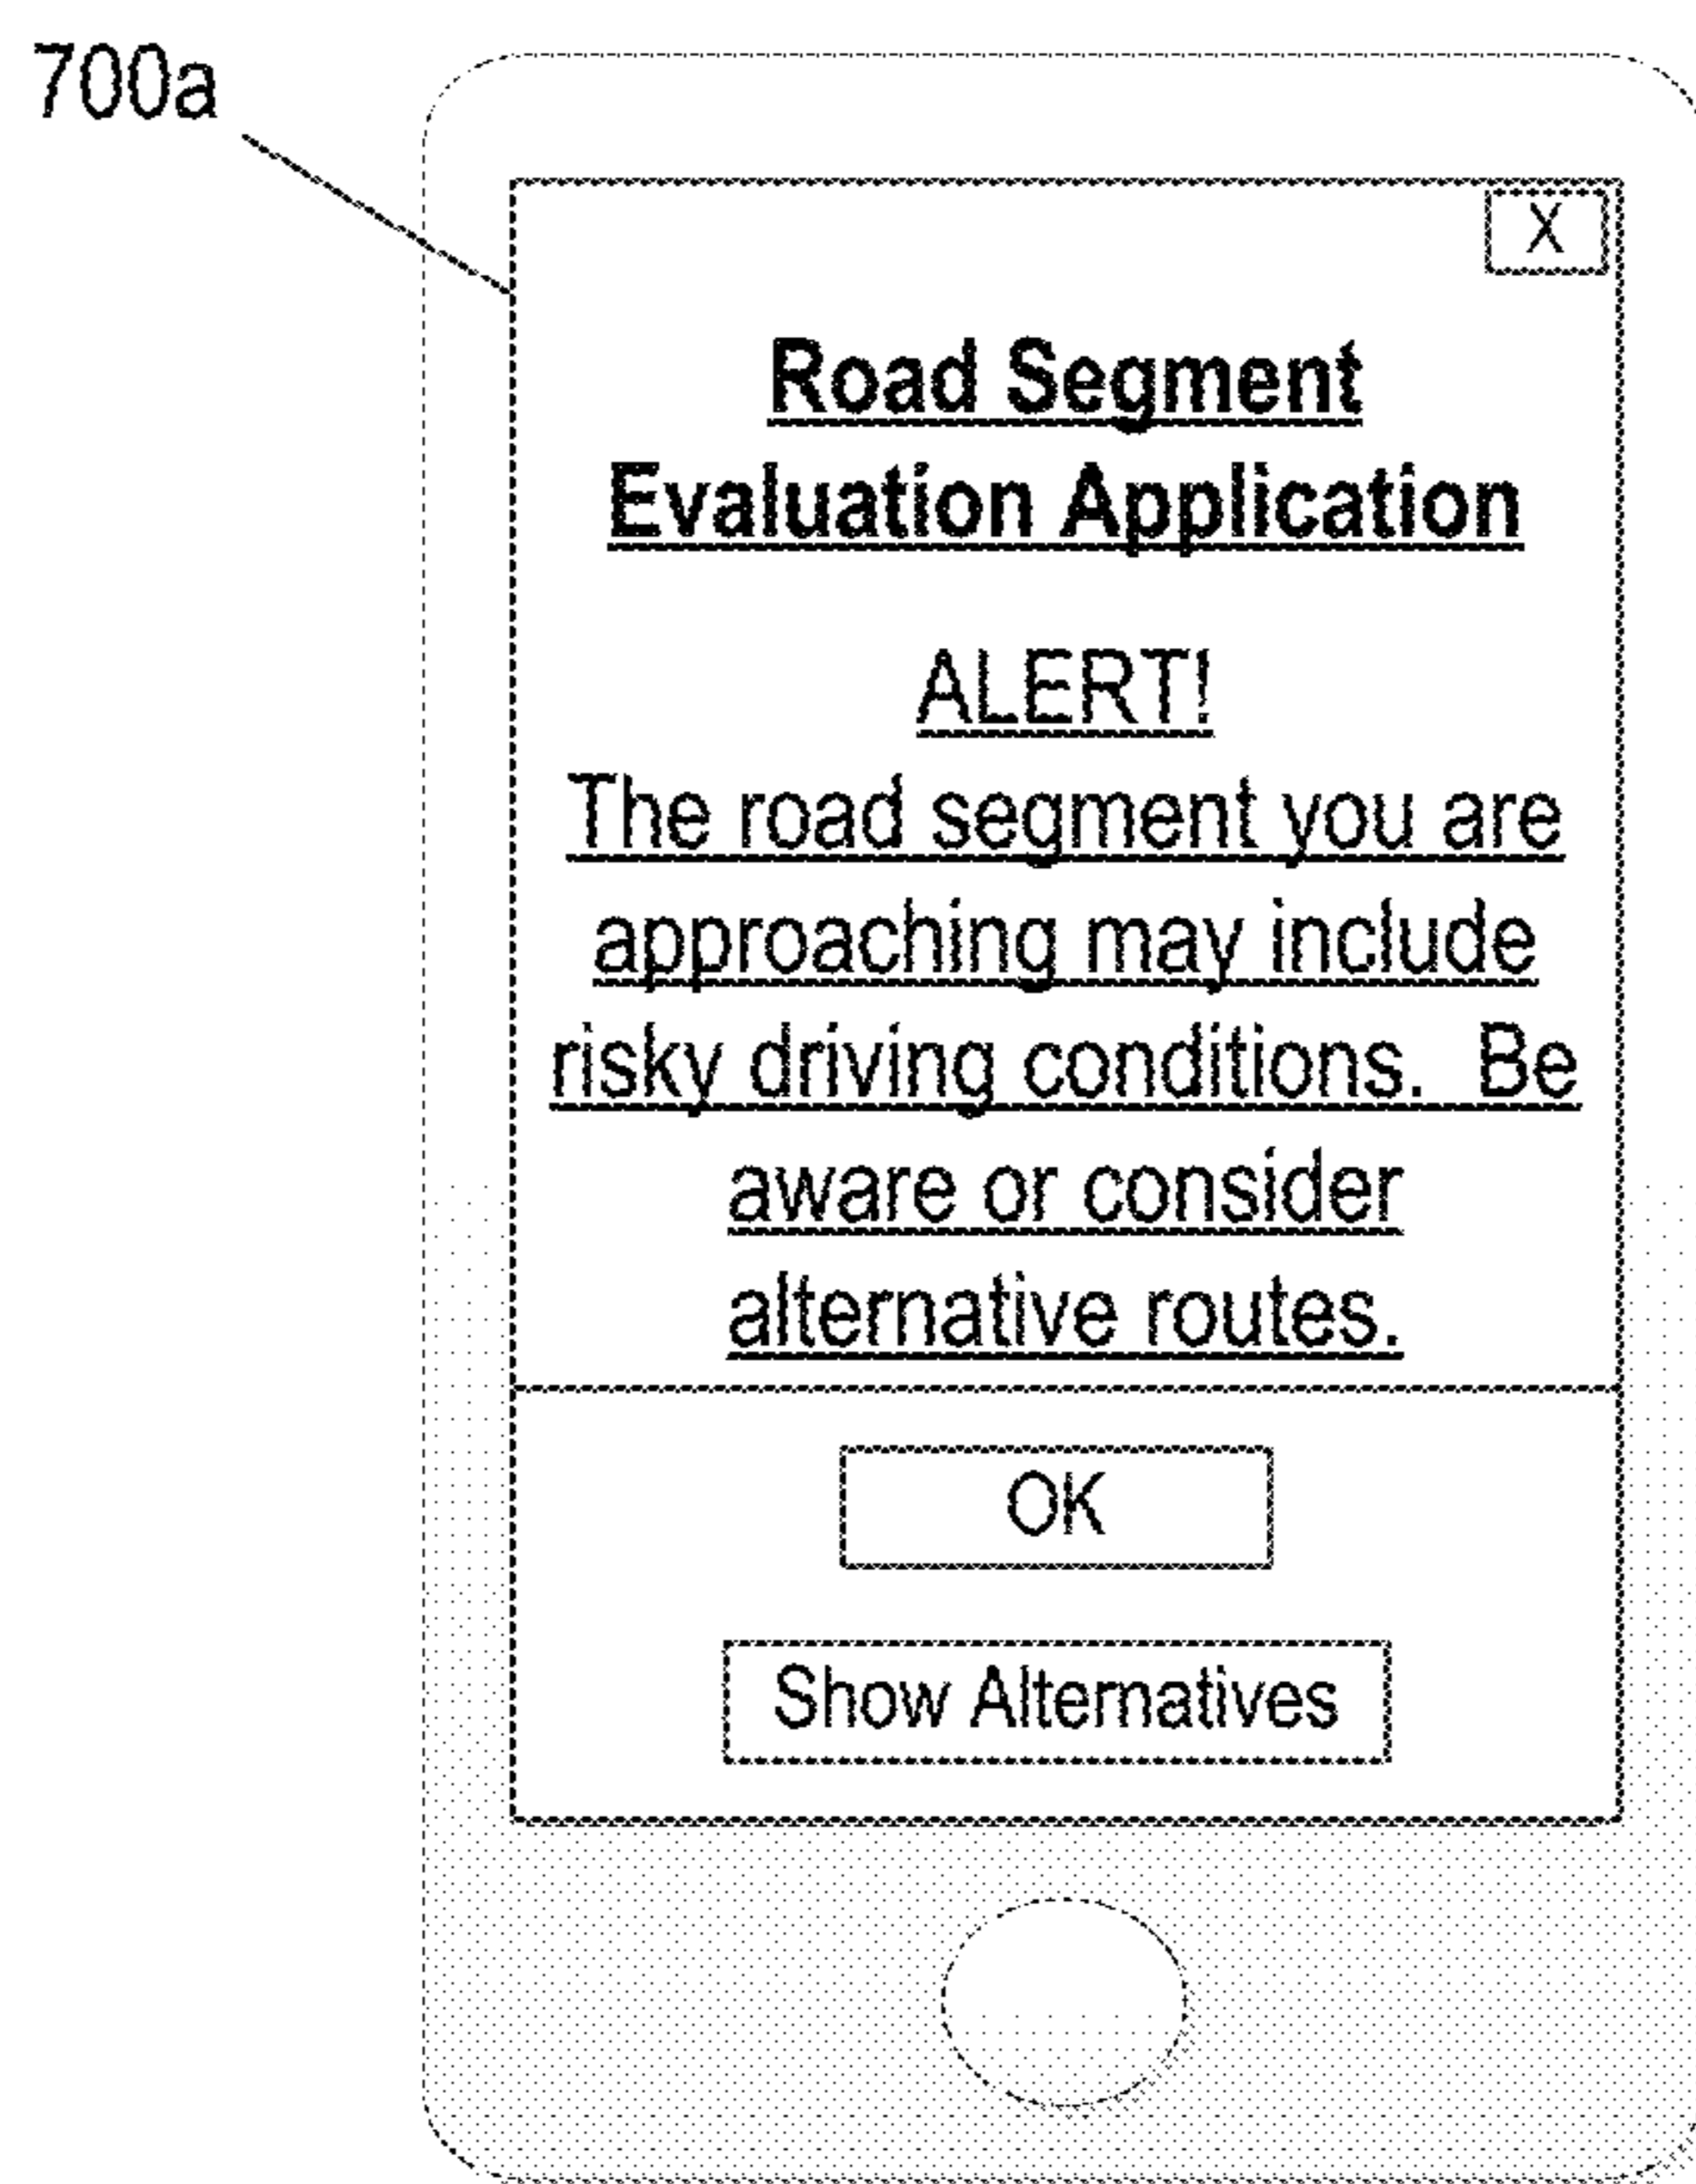 700a
X
Road Segment
Evaluation Application
ALERT!
The road segment you are
approaching may include
risky driving conditions.  Be
aware or consider
alternative routes.
OK
Show Alternatives